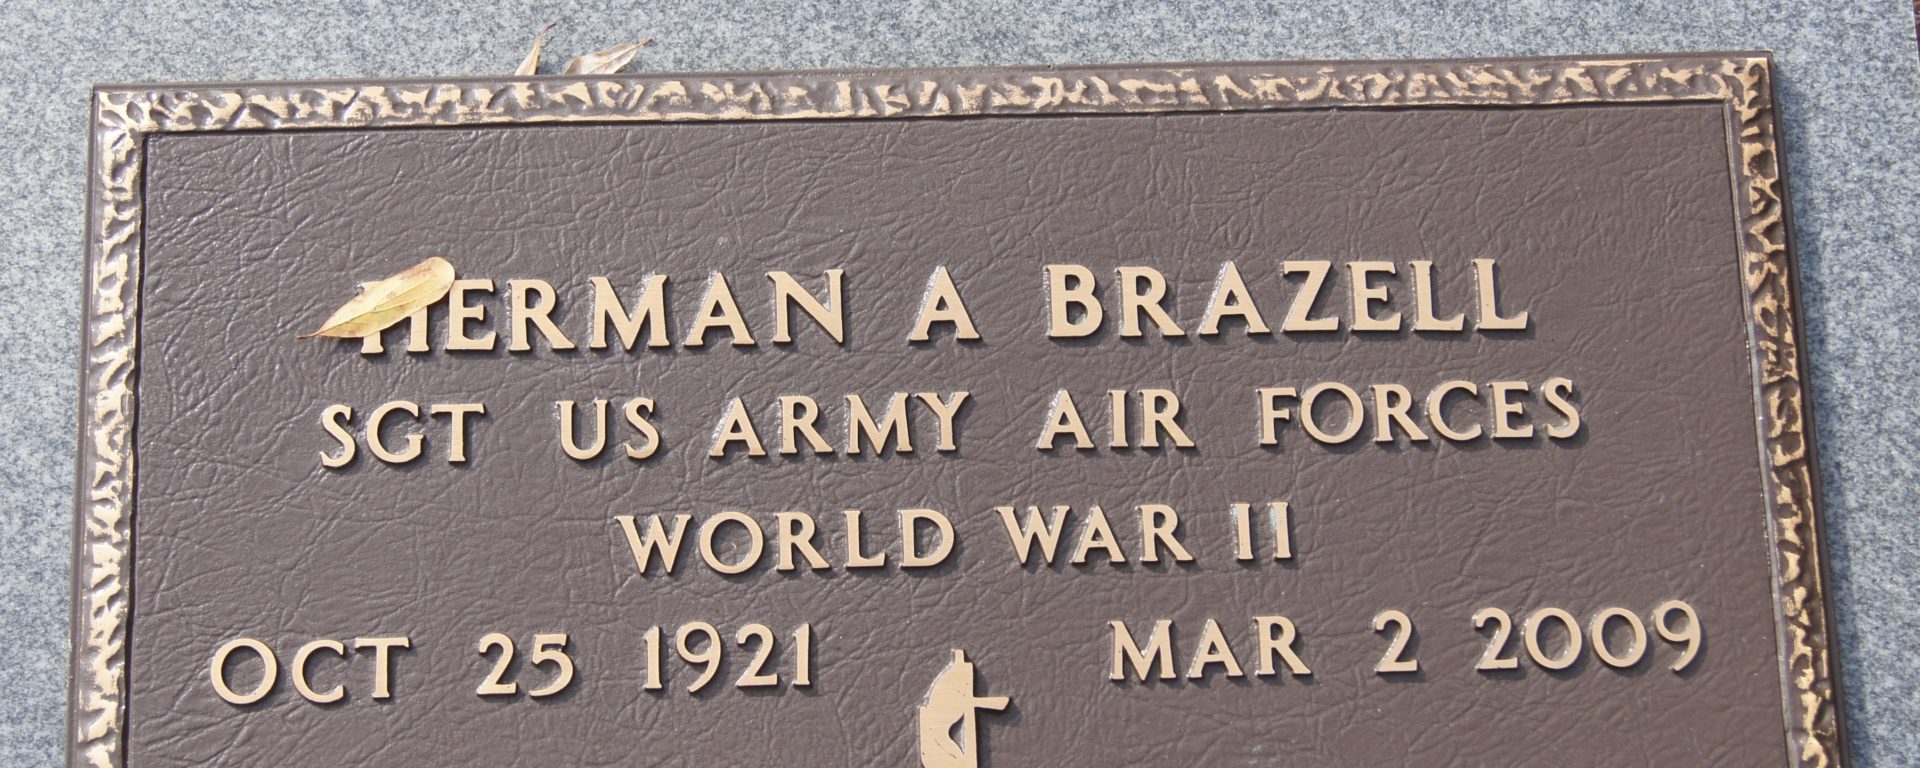 HERMAN A BRAZELL
SGT US ARMY AIR FORCES
WORLD WAR II
OCT 25 1921 MAR 2 2009